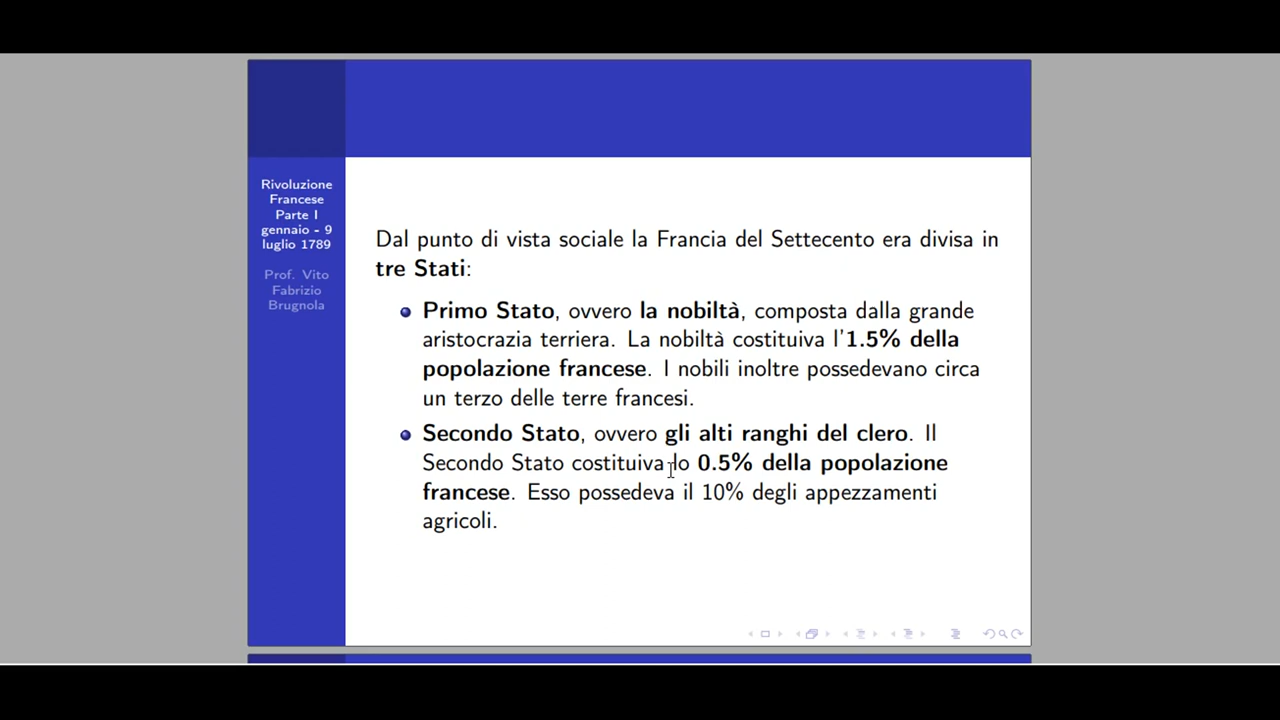 Rivoluzione
Francese
Parte I
gennaio - 9
luglio 1789
Prof. Vito
Fabrizio
Brugnola
Dal punto di vista sociale la Francia del Settecento era divisa in
tre Stati:
Primo Stato, ovvero la nobiltà, composta dalla grande
aristocrazia terriera. La nobiltà costituiva l'1.5% della
popolazione francese. I nobili inoltre possedevano circa
un terzo delle terre francesi.
Secondo Stato, ovvero gli alti ranghi del clero. Il
Secondo Stato costituiva lo 0.5% della popolazione
francese. Esso possedeva il 10% degli appezzamenti
agricoli.